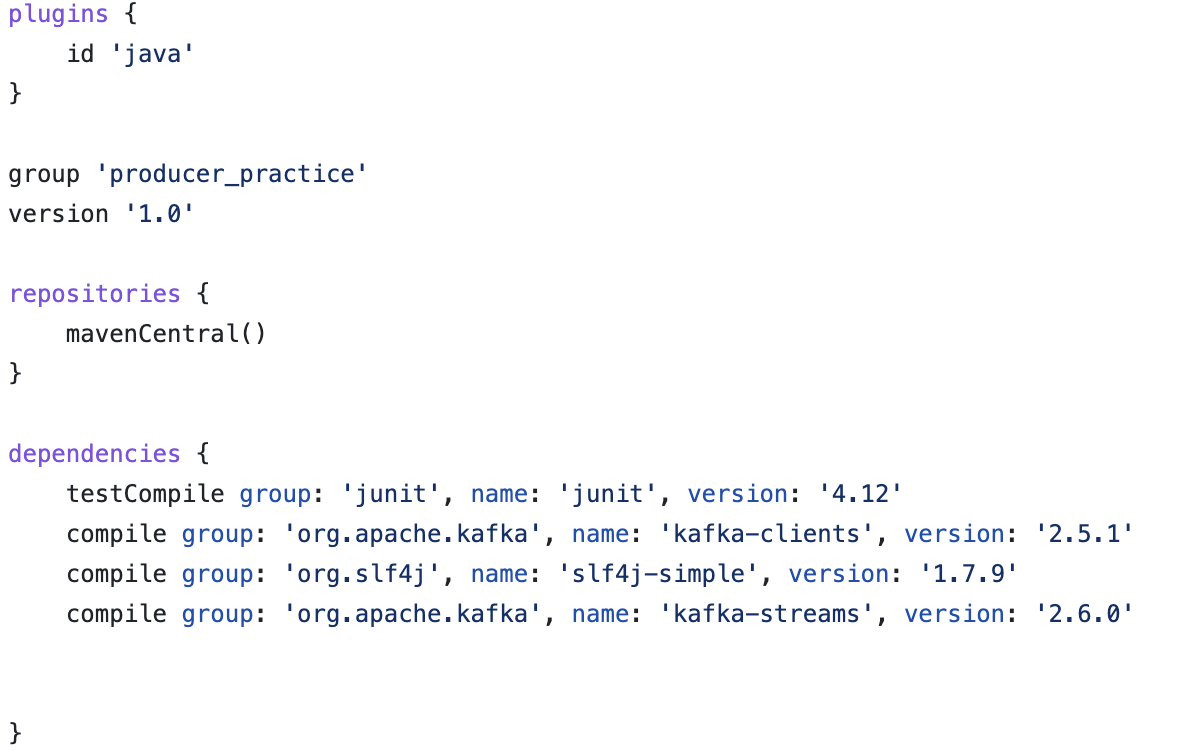 plugins {
    id 'java'
}

group 'producer_practice'
version '1.0'

repositories {
    mavenCentral()
}

dependencies {
    testCompile group: 'junit', name: 'junit', version: '4.12'
    compile group: 'org.apache.kafka', name: 'kafka-clients', version: '2.5.1'
    compile group: 'org.slf4j', name: 'slf4j-simple', version: '1.7.9'
    compile group: 'org.apache.kafka', name: 'kafka-streams', version: '2.6.0'


}